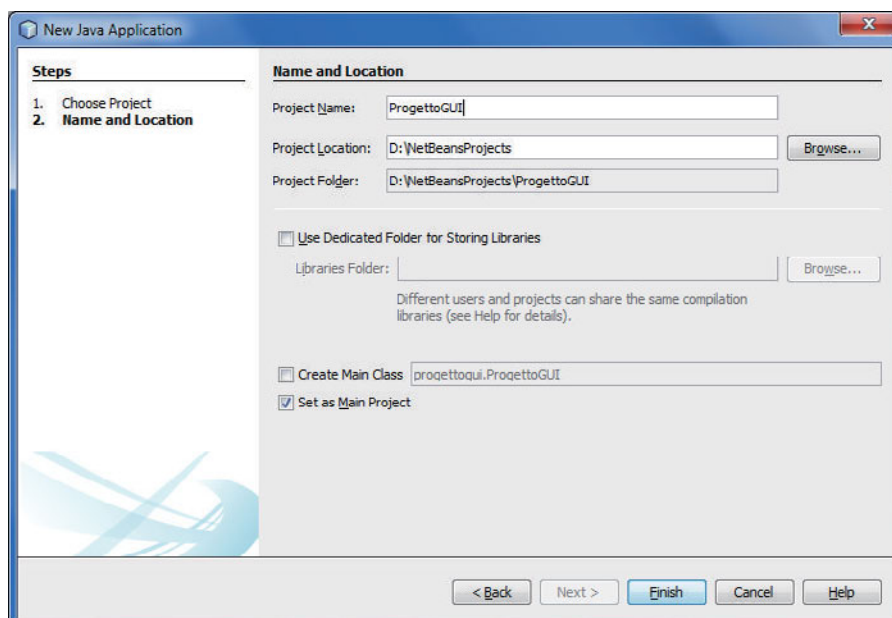 New Java Application
Steps
1. Choose Project
2. Name and Location
Name and Location
Project Name: ProgettoGUI
Project Location: D:\NetBeansProjects Browse...
Project Folder: D:\NetBeansProjects\ProgettoGUI
Use Dedicated Folder for Storing Libraries
Libraries Folder: Browse...
Different users and projects can share the same compilation
libraries (see Help for details).
Create Main Class progettogui.ProgettoGUI
Set as Main Project
< Back Next > Finish Cancel Help